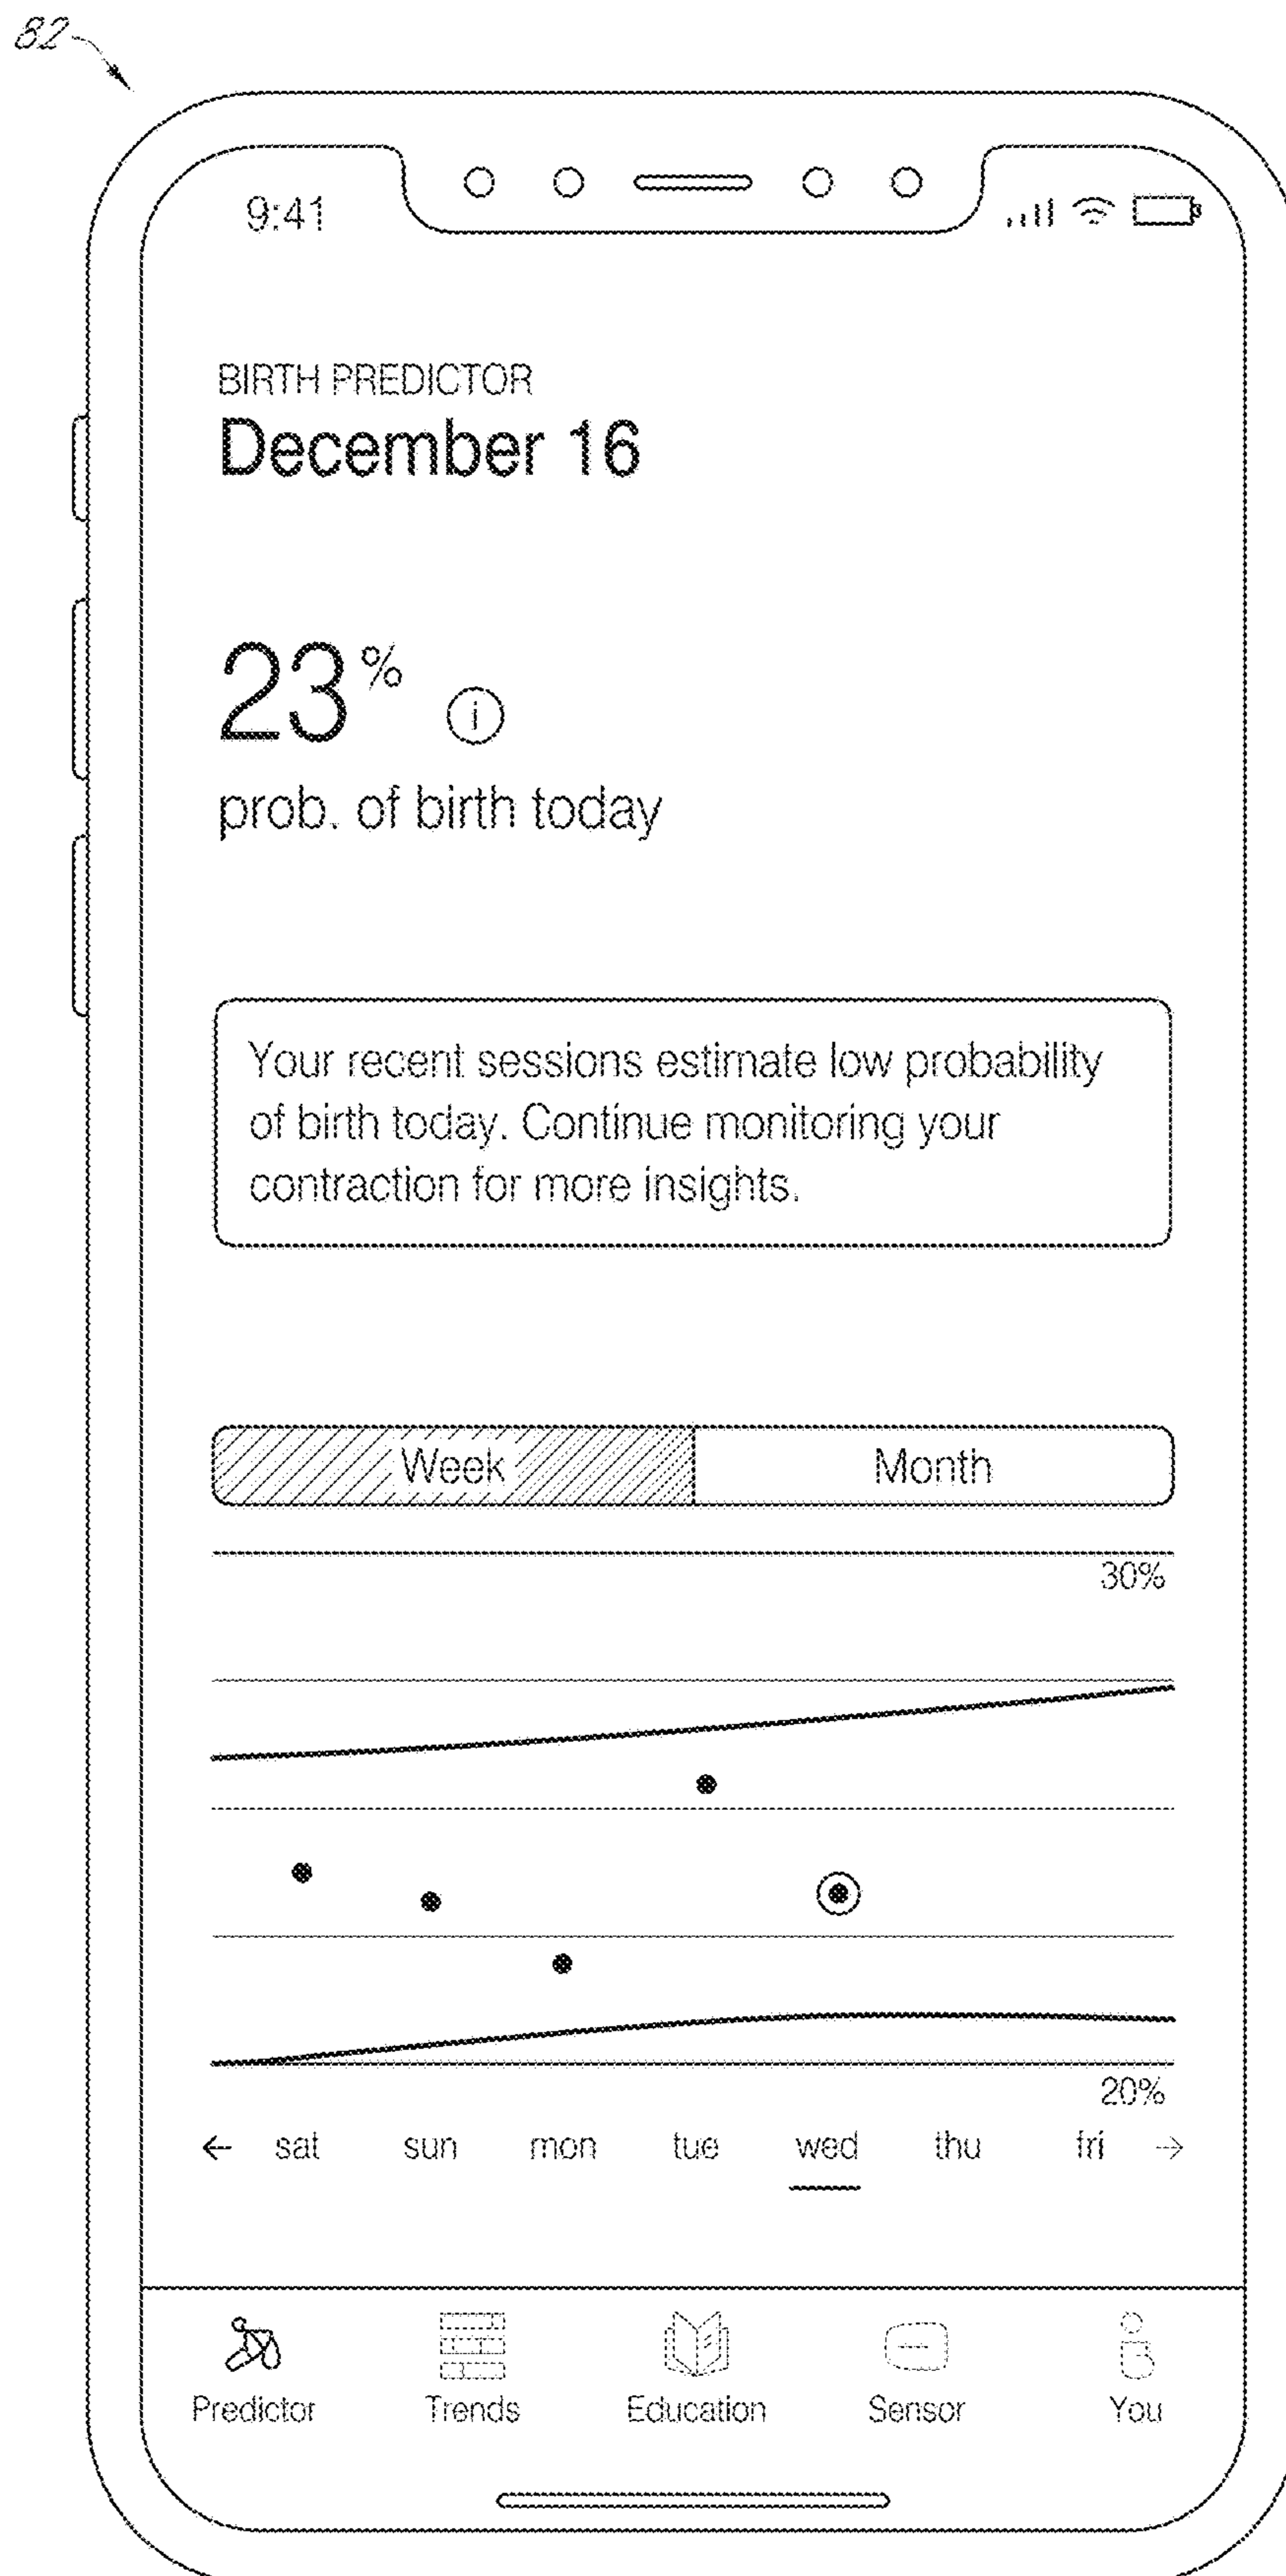 82
9:41
BIRTH PREDICTOR
December 16
23%
i
prob. of birth today
Your recent sessions estimate low probability
of birth today. Continue monitoring your
contraction for more insights.
Week Month
30%
20%
← sat sun mon tue wed thu fri →
Predictor Trends Education Sensor You